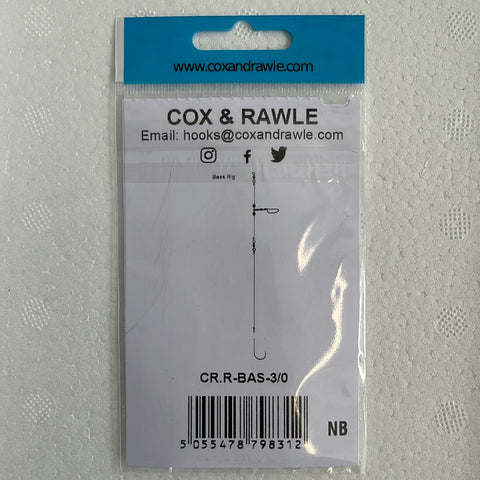 www.coxandrawle.com
COX & RAWLE
Email: hooks@coxandrawle.com
Bass Rig
CR.R-BAS-3/0
5 055478 798312
NB